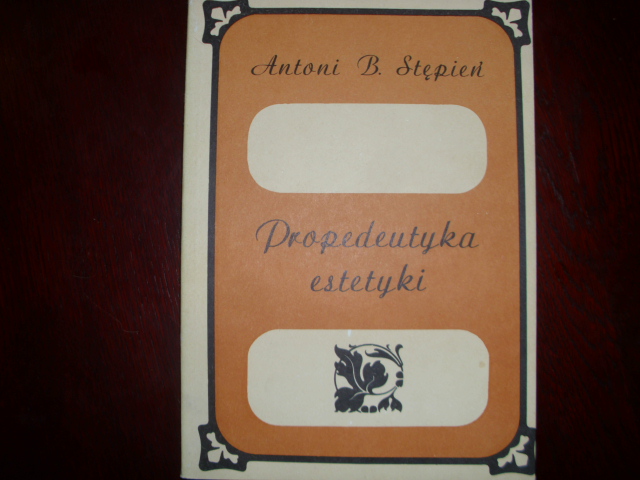 Antoni B. Stępień
Propedeutyka
estetyki